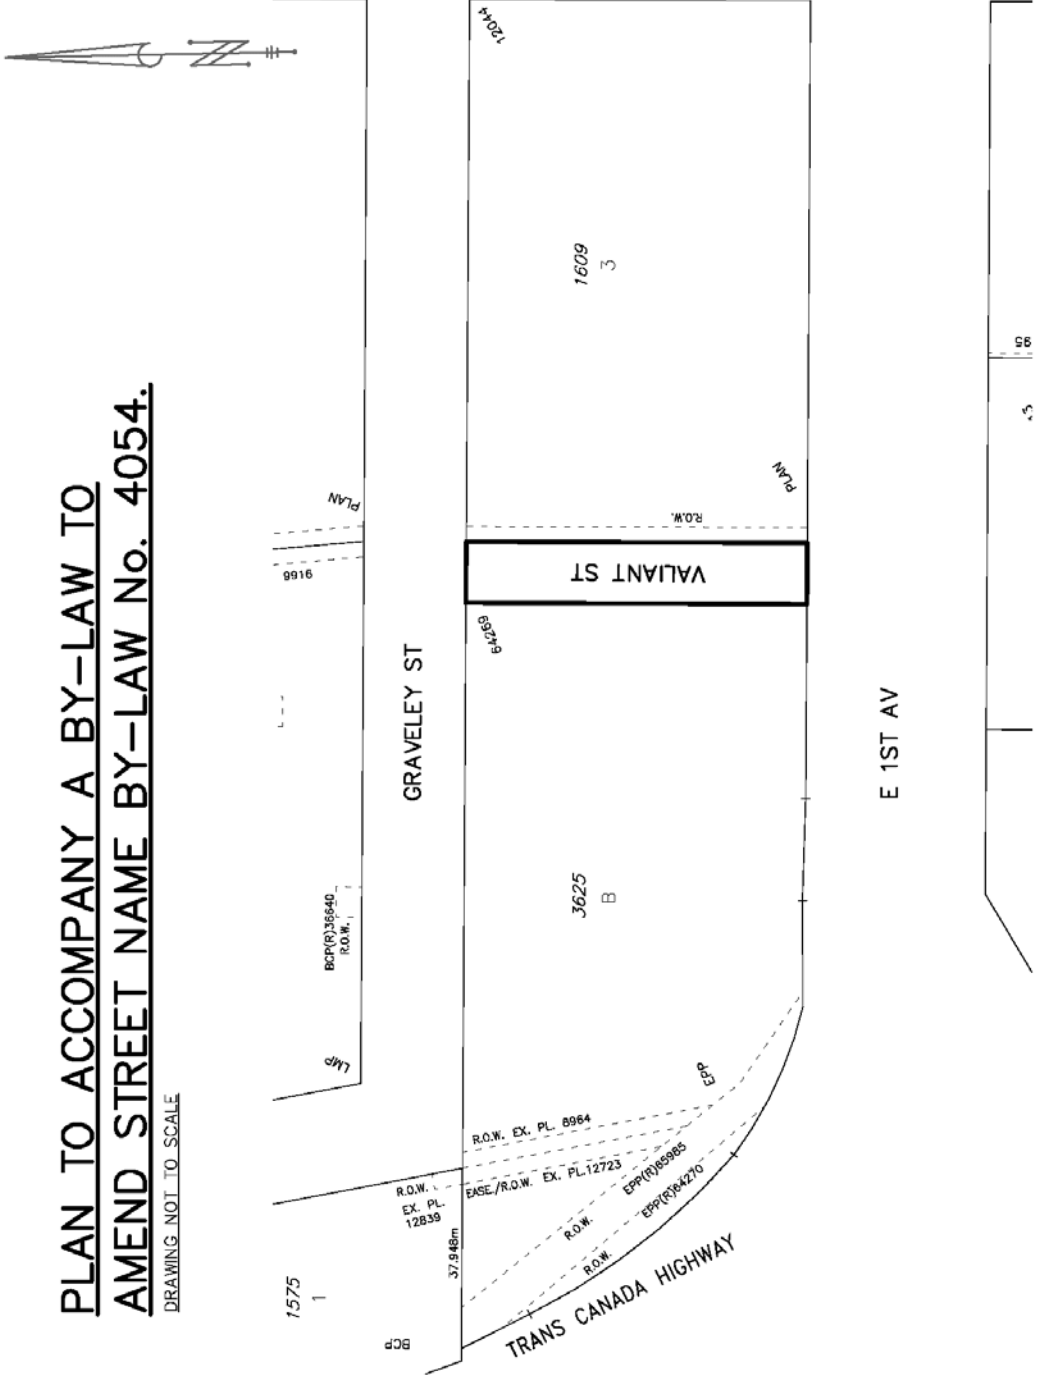 PLAN TO ACCOMPANY A BY-LAW TO
AMEND STREET NAME BY-LAW No. 4054.
DRAWING NOT TO SCALE
N
1575
1
BCP
LMP
BCP(R)36640
R.O.W.
9166
PLAN
GRAVELEY ST
R.O.W.
EX. PL.
12839
37.948m
R.O.W. EX. PL. 8964
EASE./R.O.W. EX. PL.12723
R.O.W.
EPP(R)65985
R.O.W.
EPP(R)64270
EPP
TRANS CANADA HIGHWAY
3625
B
64269
VALIANT ST
R.O.W.
PLAN
1609
3
12044
E 1ST AV
95